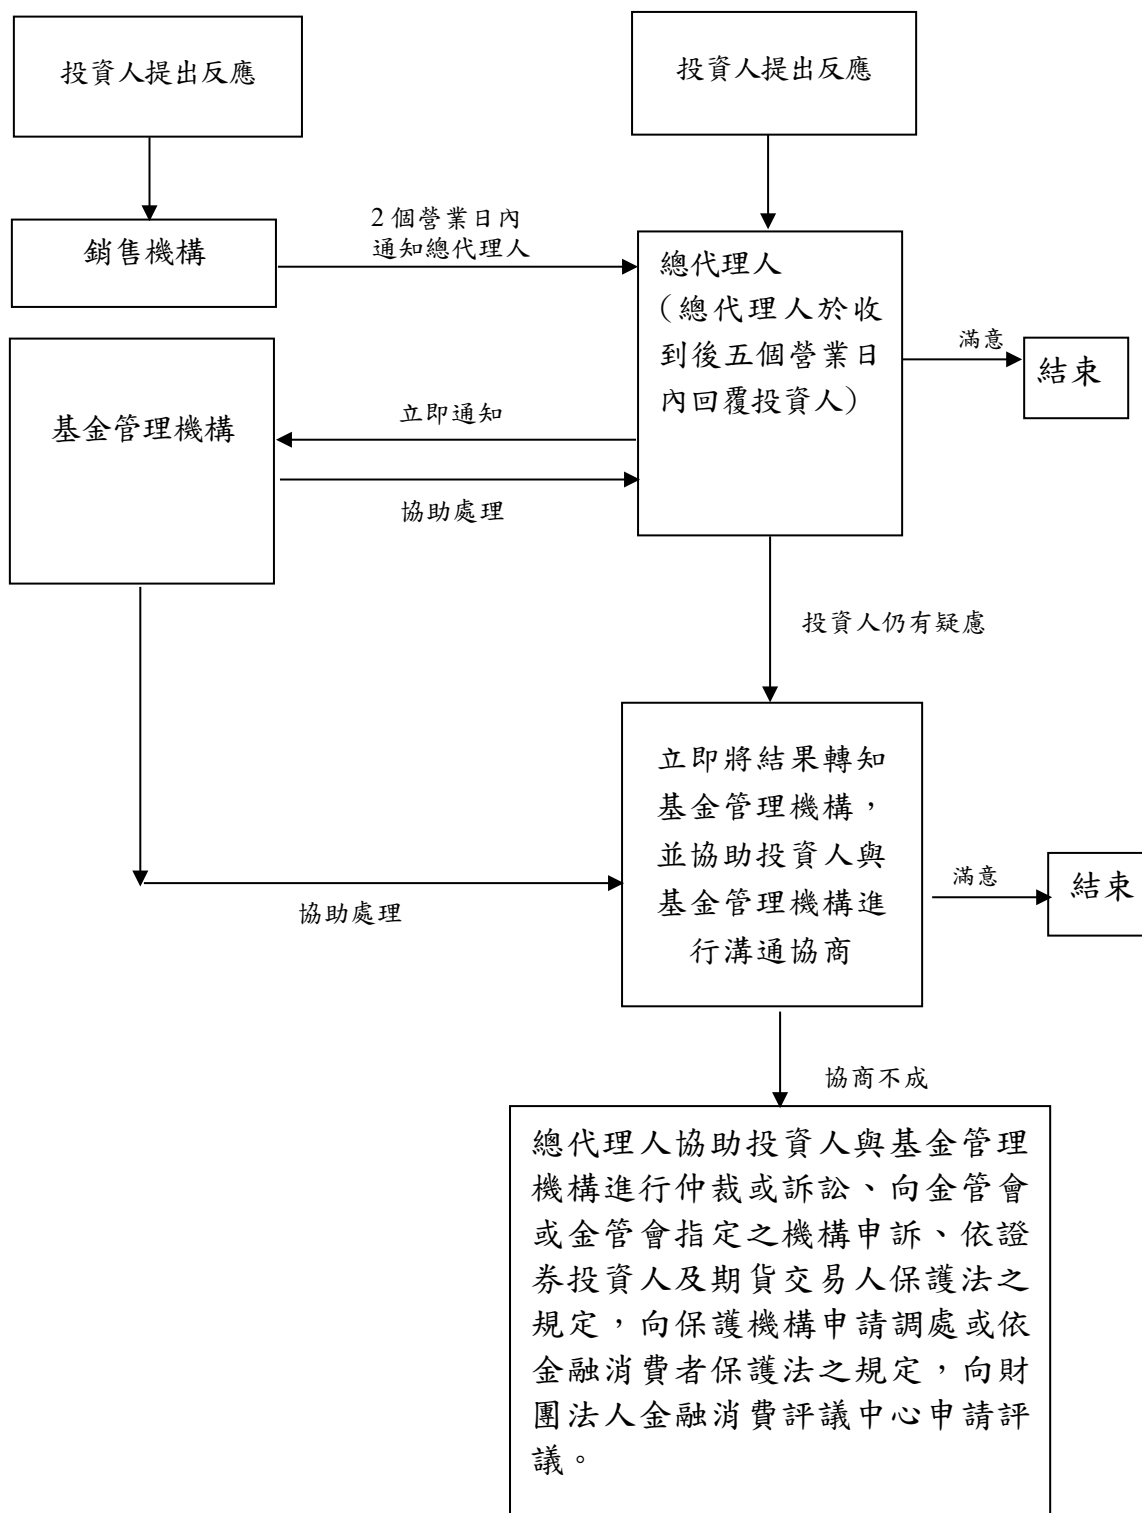 投資人提出反應
投資人提出反應
2 個營業日內
通知總代理人
銷售機構
總代理人
（總代理人於收
到後五個營業日
內回覆投資人）
滿意
結束
基金管理機構
立即通知
協助處理
投資人仍有疑慮
立即將結果轉知
基金管理機構，
並協助投資人與
基金管理機構進
行溝通協商
滿意
結束
協助處理
協商不成
總代理人協助投資人與基金管理
機構進行仲裁或訴訟、向金管會
或金管會指定之機構申訴、依證
券投資人及期貨交易人保護法之
規定，向保護機構申請調處或依
金融消費者保護法之規定，向財
團法人金融消費評議中心申請評
議。